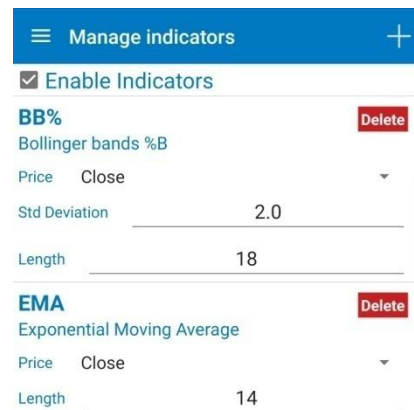 Manage indicators
Enable Indicators
BB% Delete
Bollinger bands %B
Price Close
Std Deviation 2.0
Length 18
EMA Delete
Exponential Moving Average
Price Close
Length 14